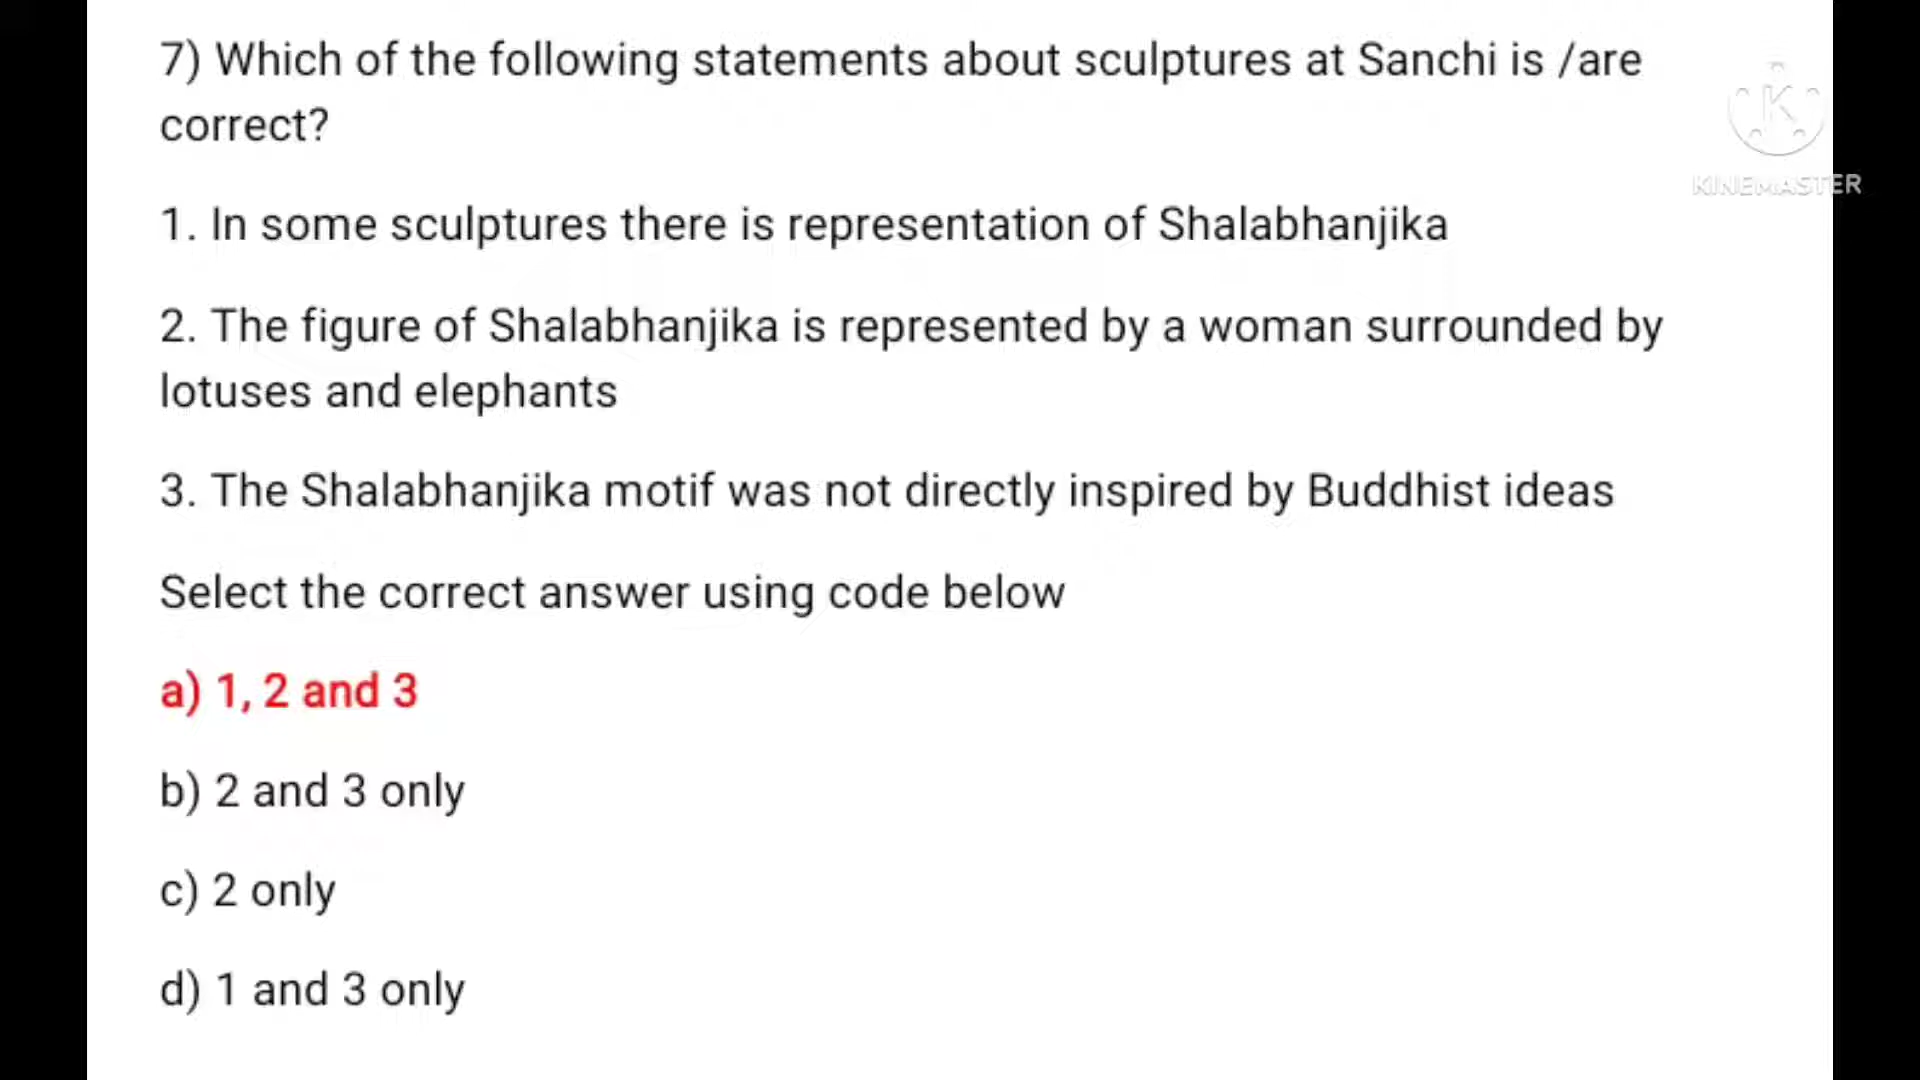 7) Which of the following statements about sculptures at Sanchi is /are
correct?
1. In some sculptures there is representation of Shalabhanjika
2. The figure of Shalabhanjika is represented by a woman surrounded by
lotuses and elephants
3. The Shalabhanjika motif was not directly inspired by Buddhist ideas
Select the correct answer using code below
a) 1, 2 and 3
b) 2 and 3 only
c) 2 only
d) 1 and 3 only
K
KINEMASTER